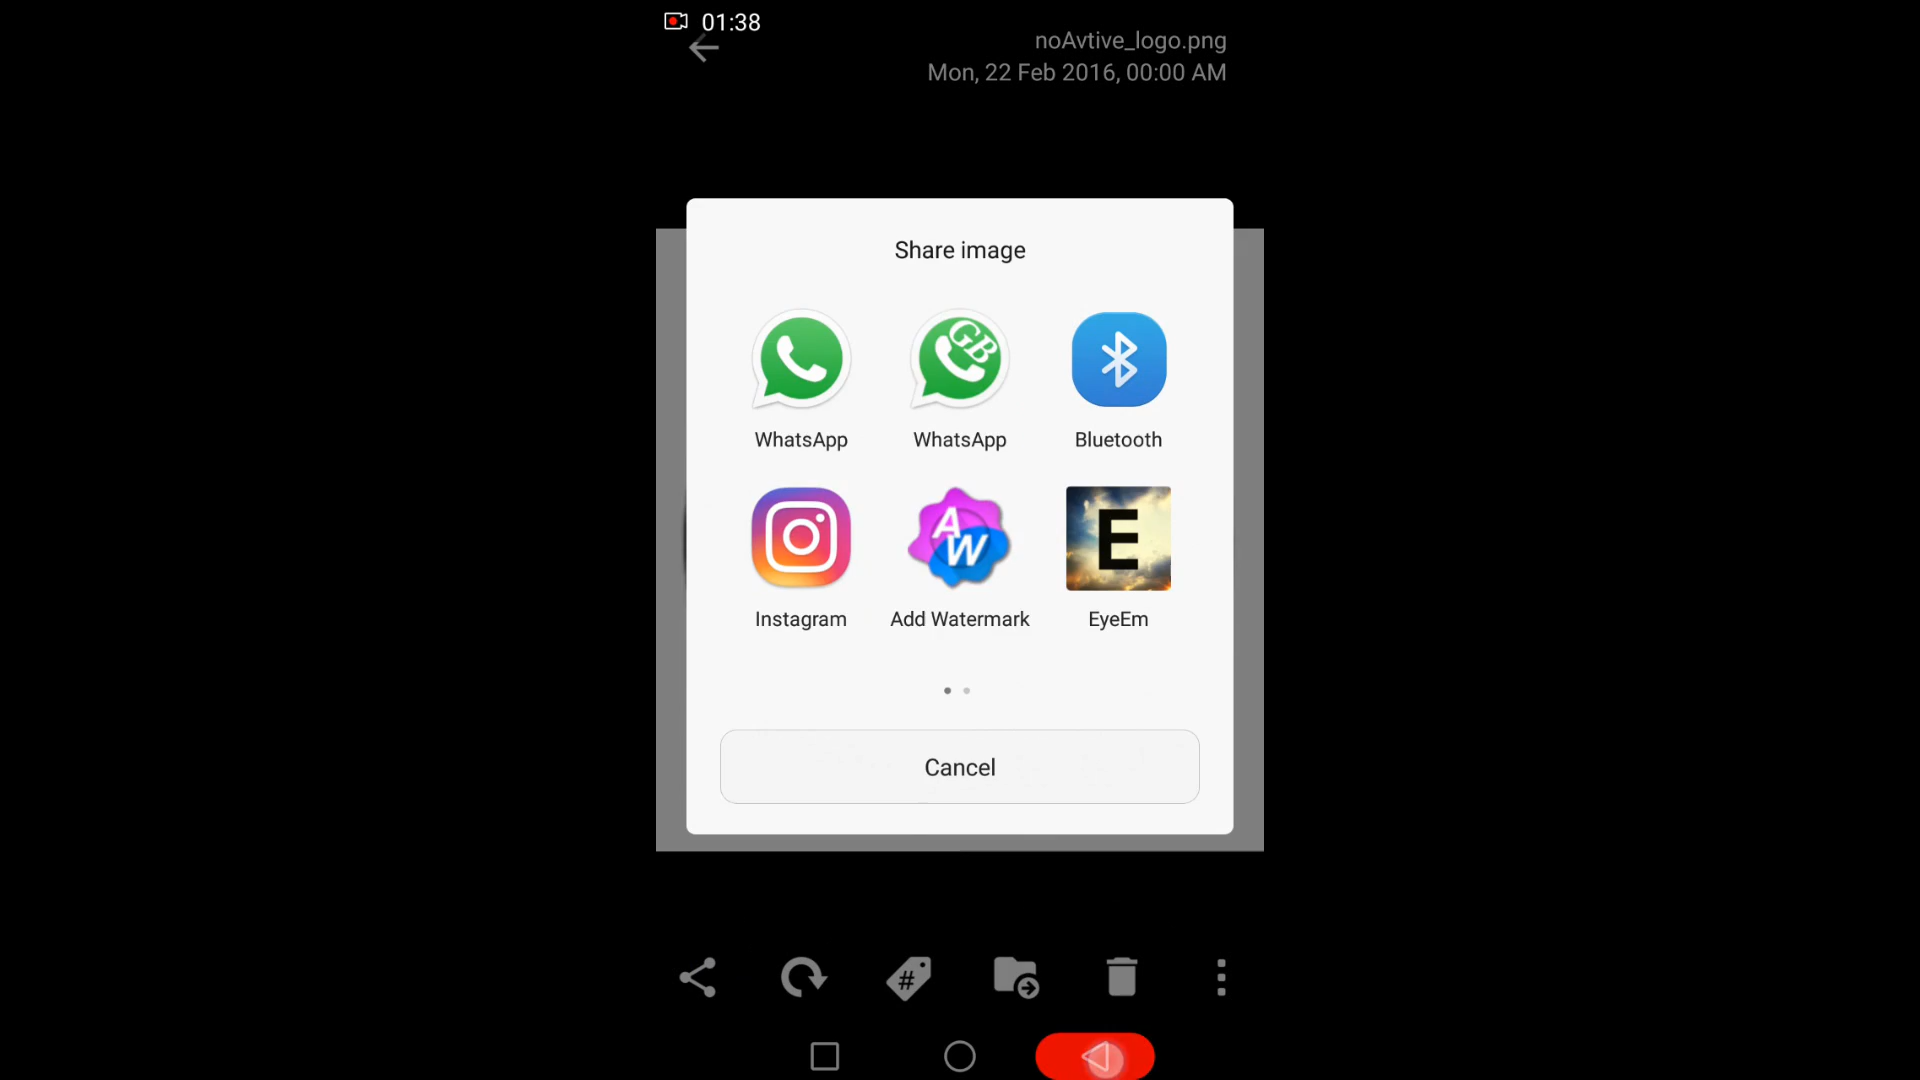 01:38
noAvtive_logo.png
Mon, 22 Feb 2016, 00:00 AM
Share image
GB
WhatsApp
WhatsApp
Bluetooth
A
W
E
Instagram
Add Watermark
EyeEm
Cancel
#